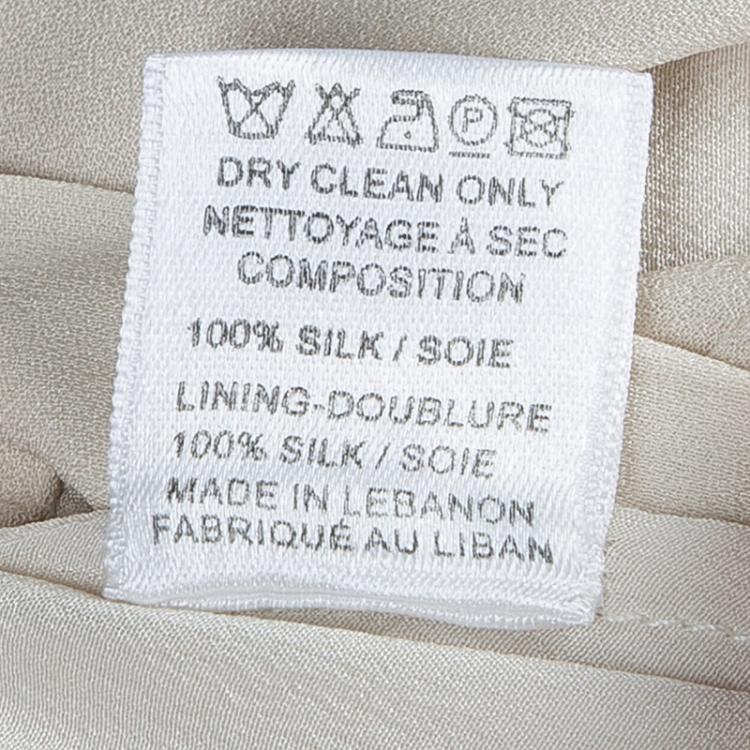 P
DRY CLEAN ONLY
NETTOYAGE À SEC
COMPOSITION
100% SILK / SOIE
LINING-DOUBLURE
100% SILK / SOIE
MADE IN LEBANON
FABRIQUÉ AU LIBAN